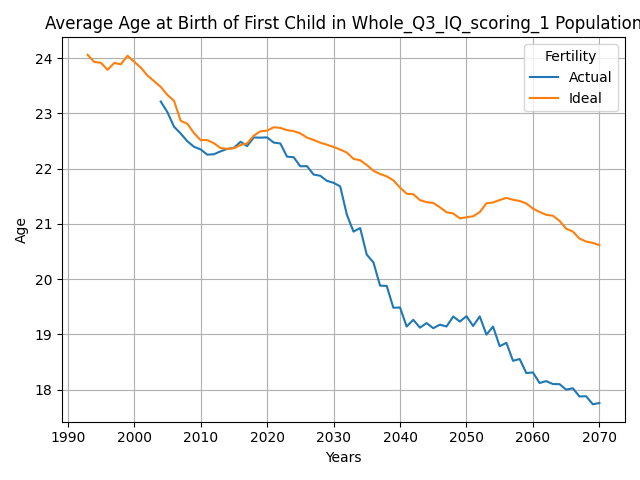 Average Age at Birth of First Child in Whole_Q3_IQ_scoring_1 Population
Fertility
Actual
Ideal
Age
24
23
22
21
20
19
18
1990 2000 2010 2020 2030 2040 2050 2060 2070
Years